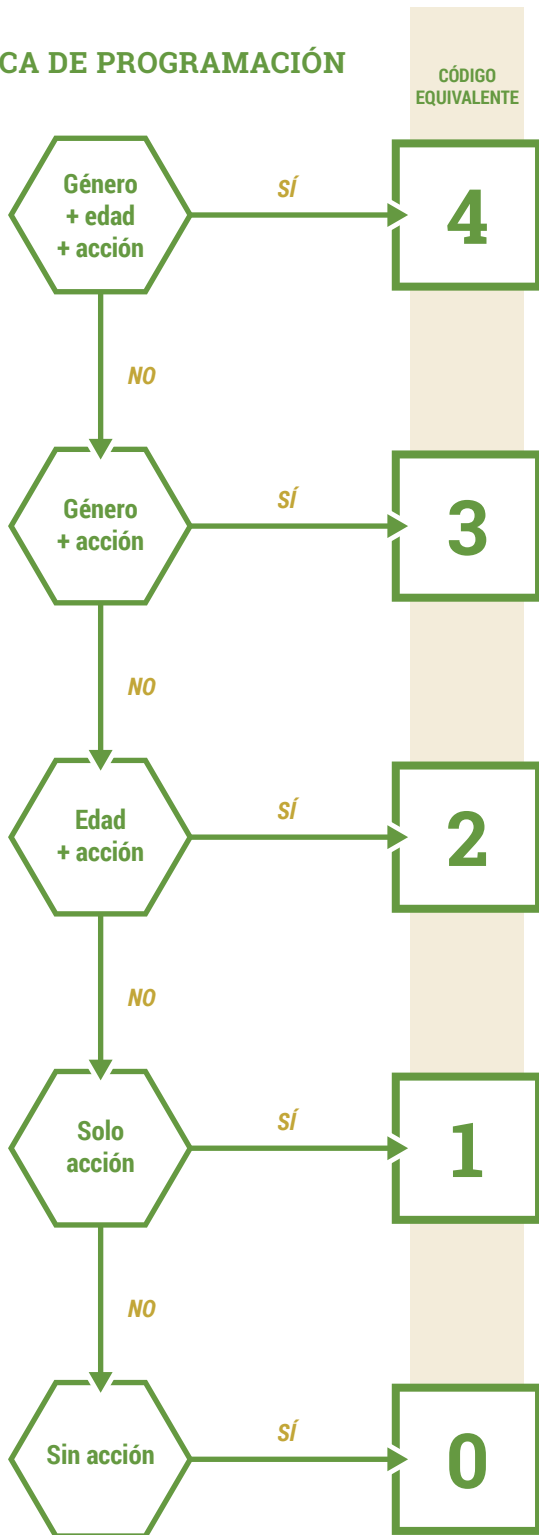 CA DE PROGRAMACIÓN
CÓDIGO
EQUIVALENTE
Género
+ edad
+ acción
SÍ
4
NO
Género
+ acción
SÍ
3
NO
Edad
+ acción
SÍ
2
NO
Solo
acción
SÍ
1
NO
Sin acción
SÍ
0